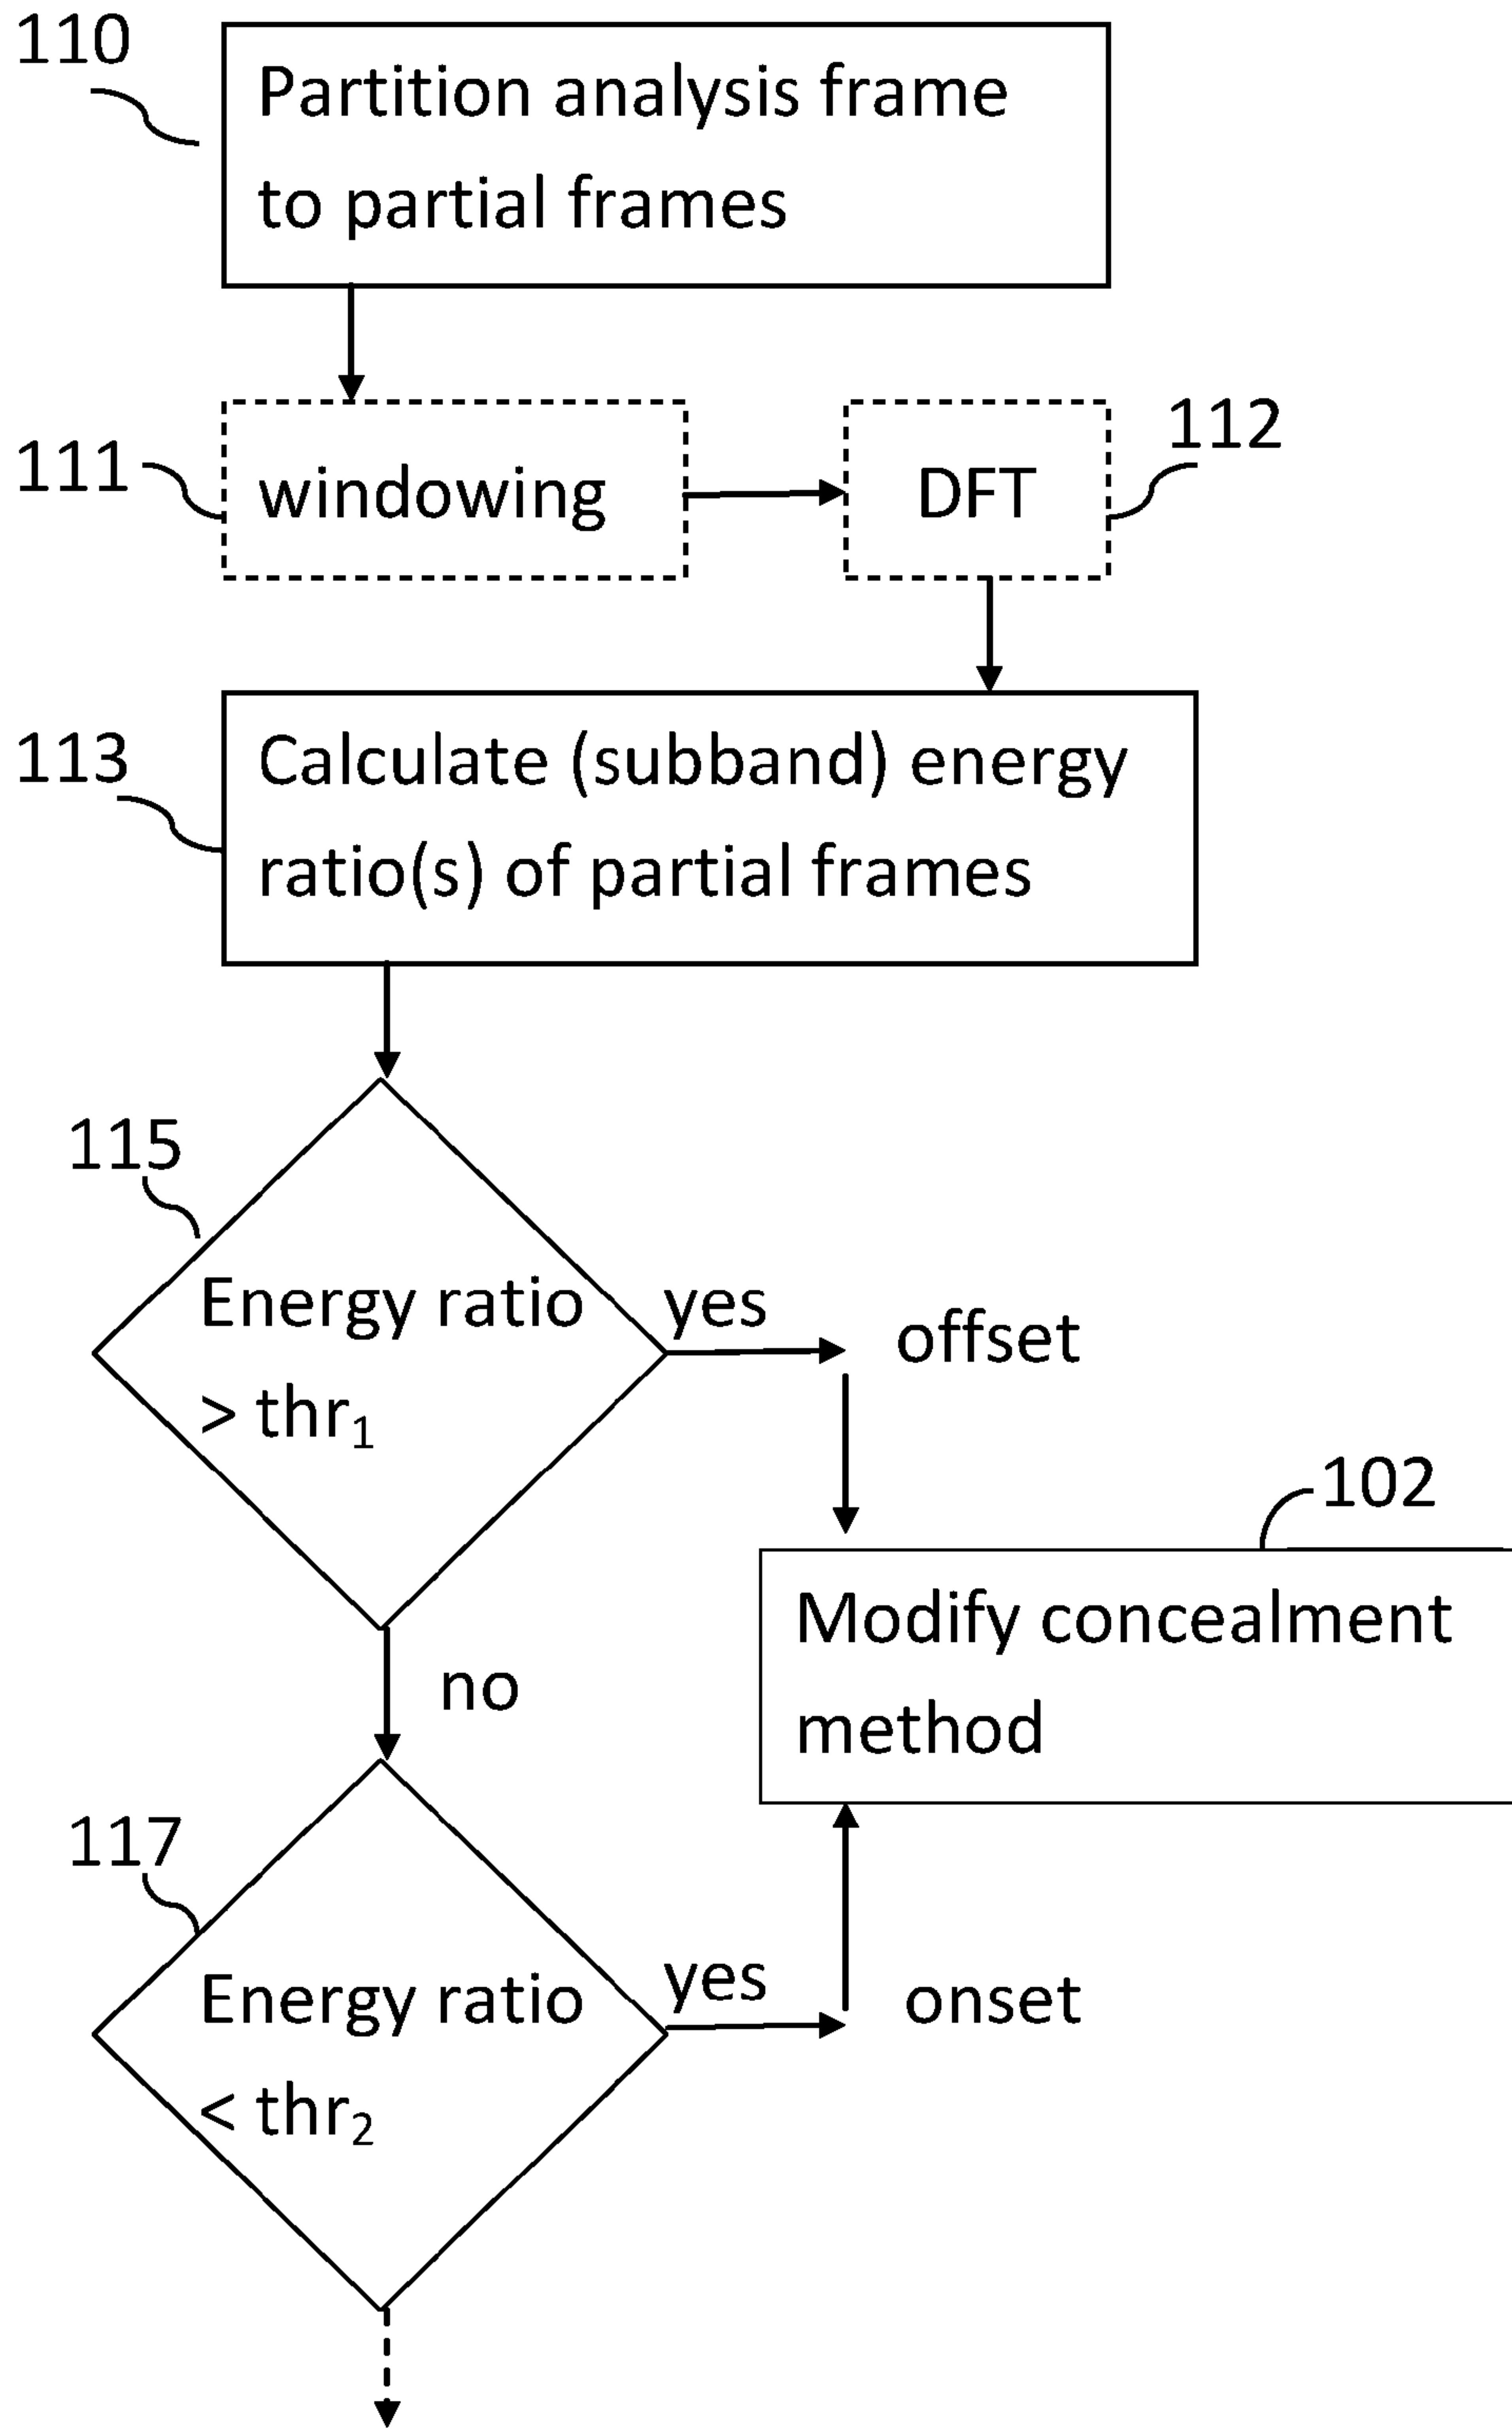 110
Partition analysis frame
to partial frames
111
windowing
DFT
112
113
Calculate (subband) energy
ratio(s) of partial frames
115
Energy ratio
> thr₁
yes
offset
no
102
Modify concealment
method
117
Energy ratio
< thr₂
yes
onset